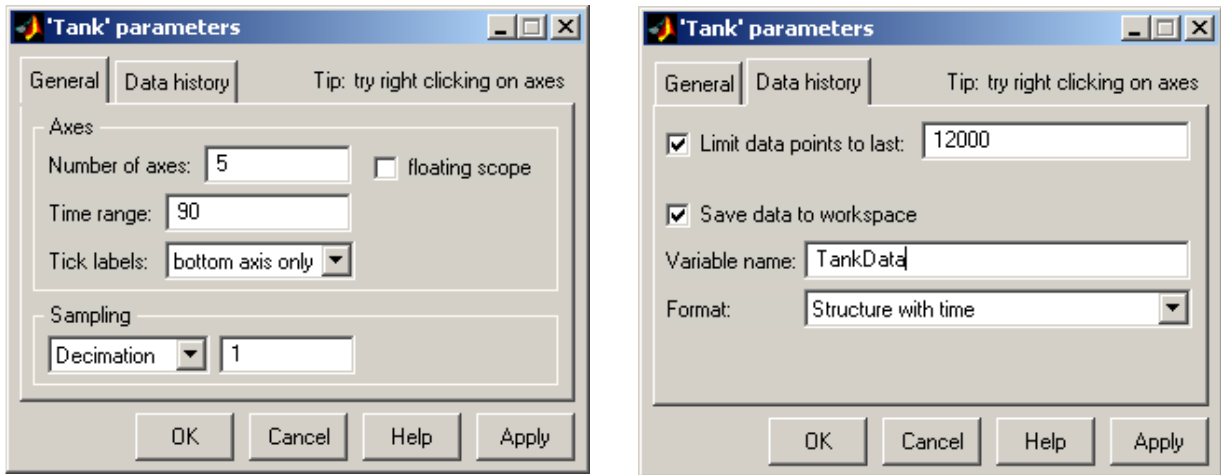 'Tank' parameters
General Data history Tip: try right clicking on axes
Axes
Number of axes: 5 floating scope
Time range: 90
Tick labels: bottom axis only
Sampling
Decimation 1
OK Cancel Help Apply
'Tank' parameters
General Data history Tip: try right clicking on axes
Limit data points to last: 12000
Save data to workspace
Variable name: TankData
Format: Structure with time
OK Cancel Help Apply